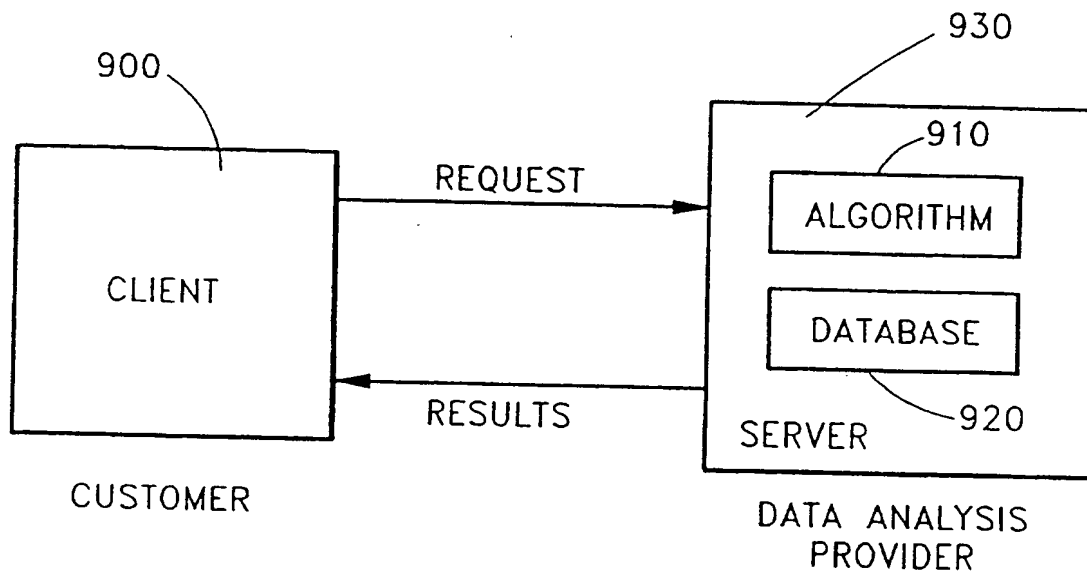 930
900
910
REQUEST
ALGORITHM
CLIENT
DATABASE
RESULTS
920
SERVER
CUSTOMER
DATA ANALYSIS
PROVIDER